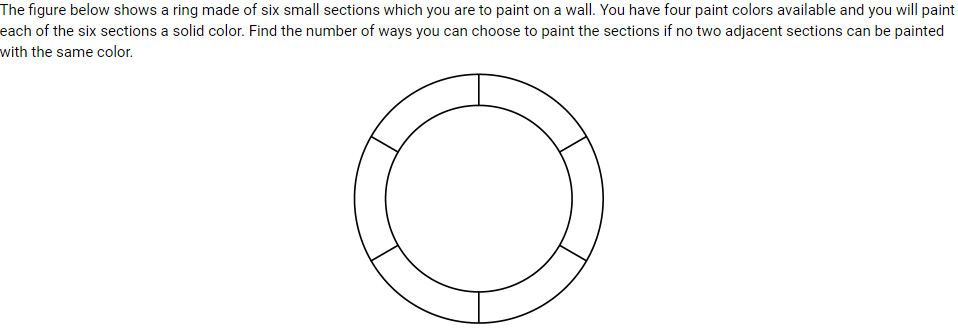 The figure below shows a ring made of six small sections which you are to paint on a wall. You have four paint colors available and you will paint
each of the six sections a solid color. Find the number of ways you can choose to paint the sections if no two adjacent sections can be painted
with the same color.